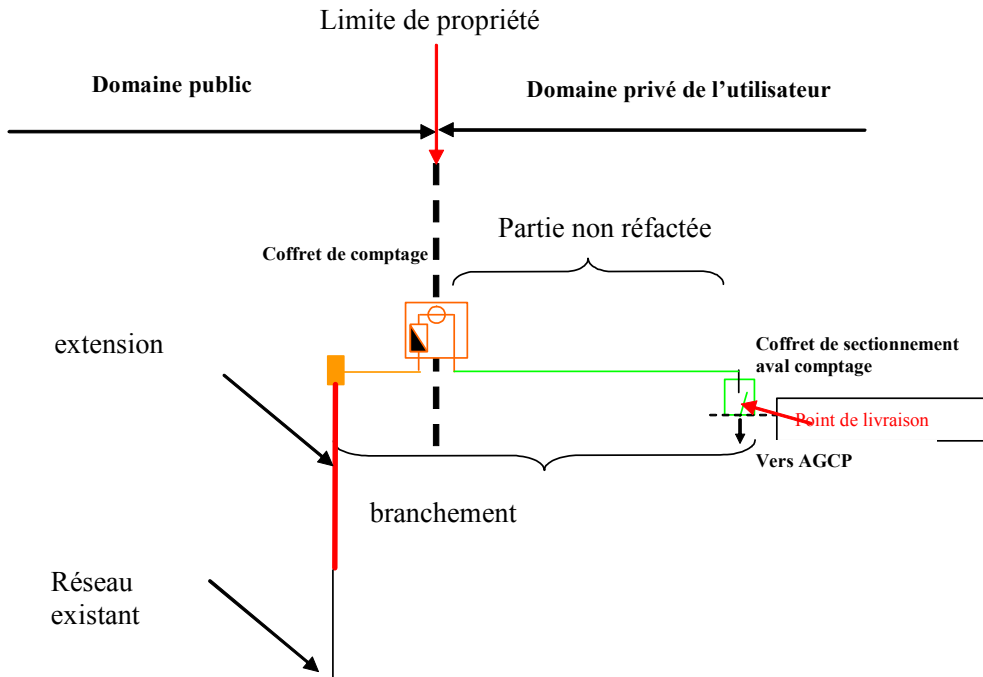 Limite de propriété
Domaine public
Domaine privé de l’utilisateur
Partie non réfactée
Coffret de comptage
extension
Coffret de sectionnement
aval comptage
Point de livraison
Vers AGCP
branchement
Réseau
existant